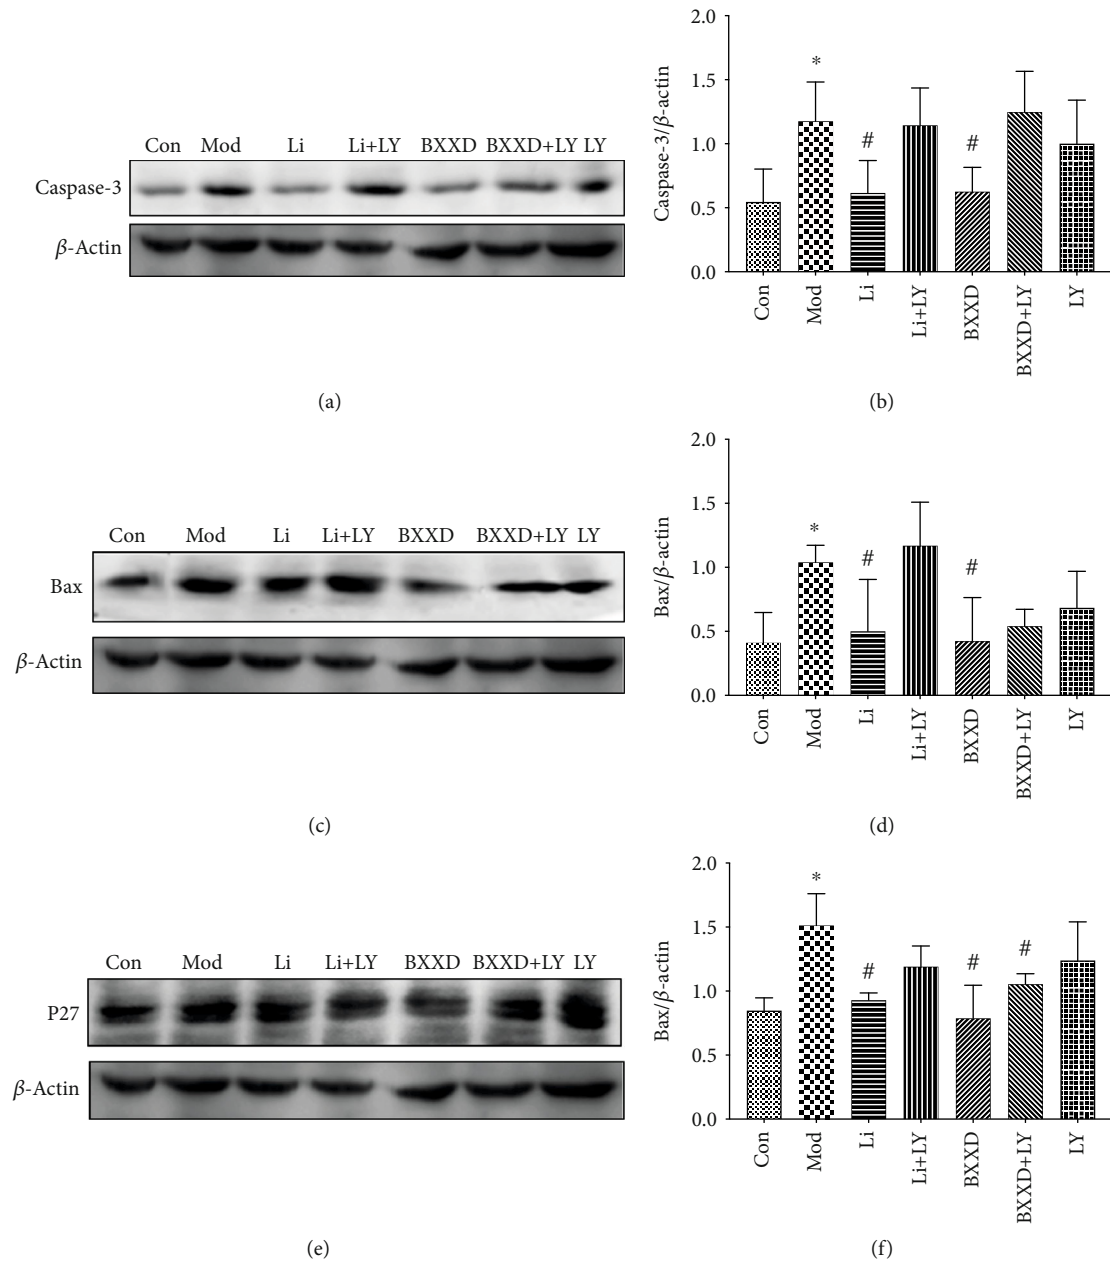 Con Mod Li Li+LY BXXD BXXD+LY LY
Caspase-3
β-Actin
(a)
2.0
1.5
1.0
0.5
0.0
Caspase-3/β-actin
*
#
#
Con
Mod
Li
Li+LY
BXXD
BXXD+LY
LY
(b)
Con Mod Li Li+LY BXXD BXXD+LY LY
Bax
β-Actin
(c)
2.0
1.5
1.0
0.5
0.0
Bax/β-actin
*
#
#
Con
Mod
Li
Li+LY
BXXD
BXXD+LY
LY
(d)
Con Mod Li Li+LY BXXD BXXD+LY LY
P27
β-Actin
(e)
2.0
1.5
1.0
0.5
0.0
Bax/β-actin
*
#
#
#
Con
Mod
Li
Li+LY
BXXD
BXXD+LY
LY
(f)